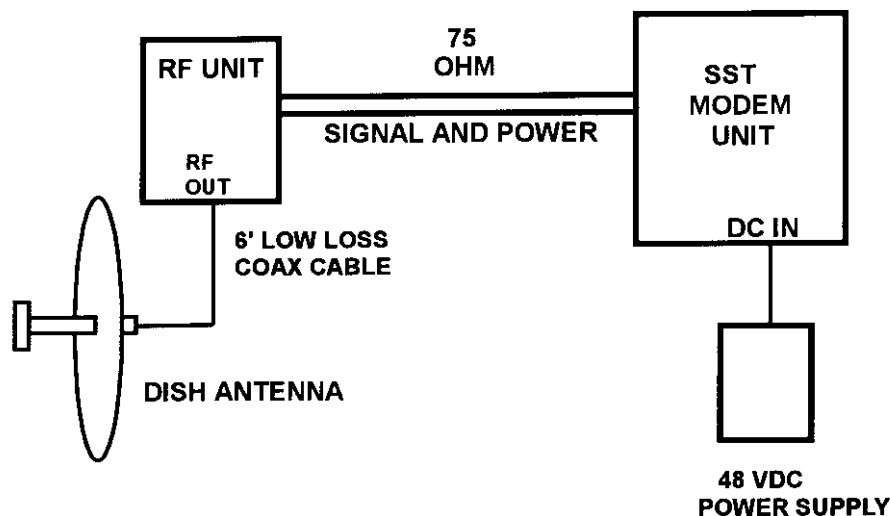 75
OHM
RF UNIT
SST
MODEM
UNIT
SIGNAL AND POWER
RF
OUT
DC IN
6' LOW LOSS
COAX CABLE
DISH ANTENNA
48 VDC
POWER SUPPLY